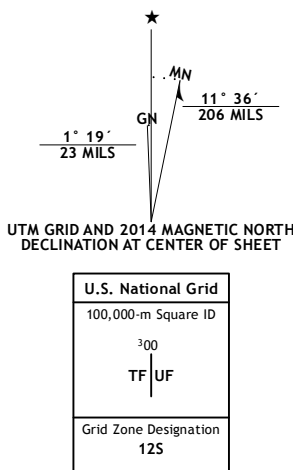 ★
MN
GN
11° 36´
206 MILS
1° 19´
23 MILS
UTM GRID AND 2014 MAGNETIC NORTH
DECLINATION AT CENTER OF SHEET
U.S. National Grid
100,000-m Square ID
³00
TF UF
Grid Zone Designation
12S